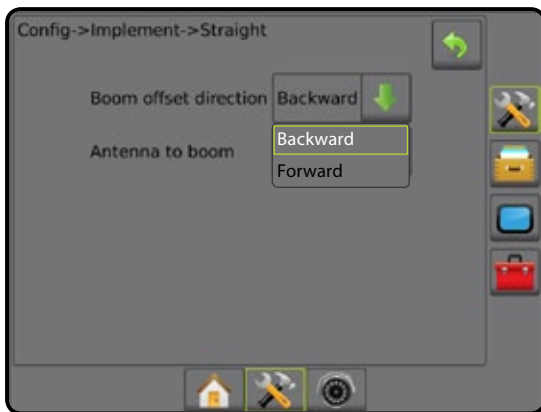 Config->Implement->Straight
Boom offset direction Backward
Backward
Antenna to boom
Forward